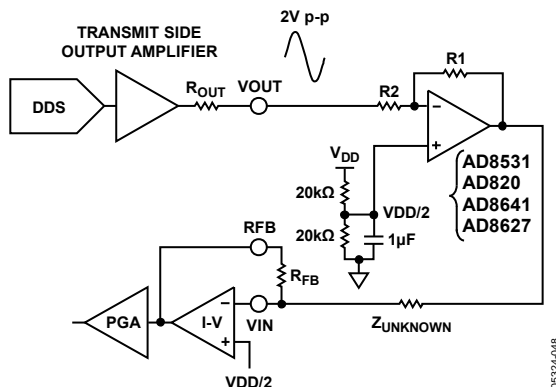 2V p-p
TRANSMIT SIDE
OUTPUT AMPLIFIER
DDS
ROUT
VOUT
R2
R1
VDD
20kΩ
VDD/2
20kΩ
1µF
AD8531
AD820
AD8641
AD8627
RFB
RFB
PGA
I-V
VIN
ZUNKNOWN
VDD/2
05324-048